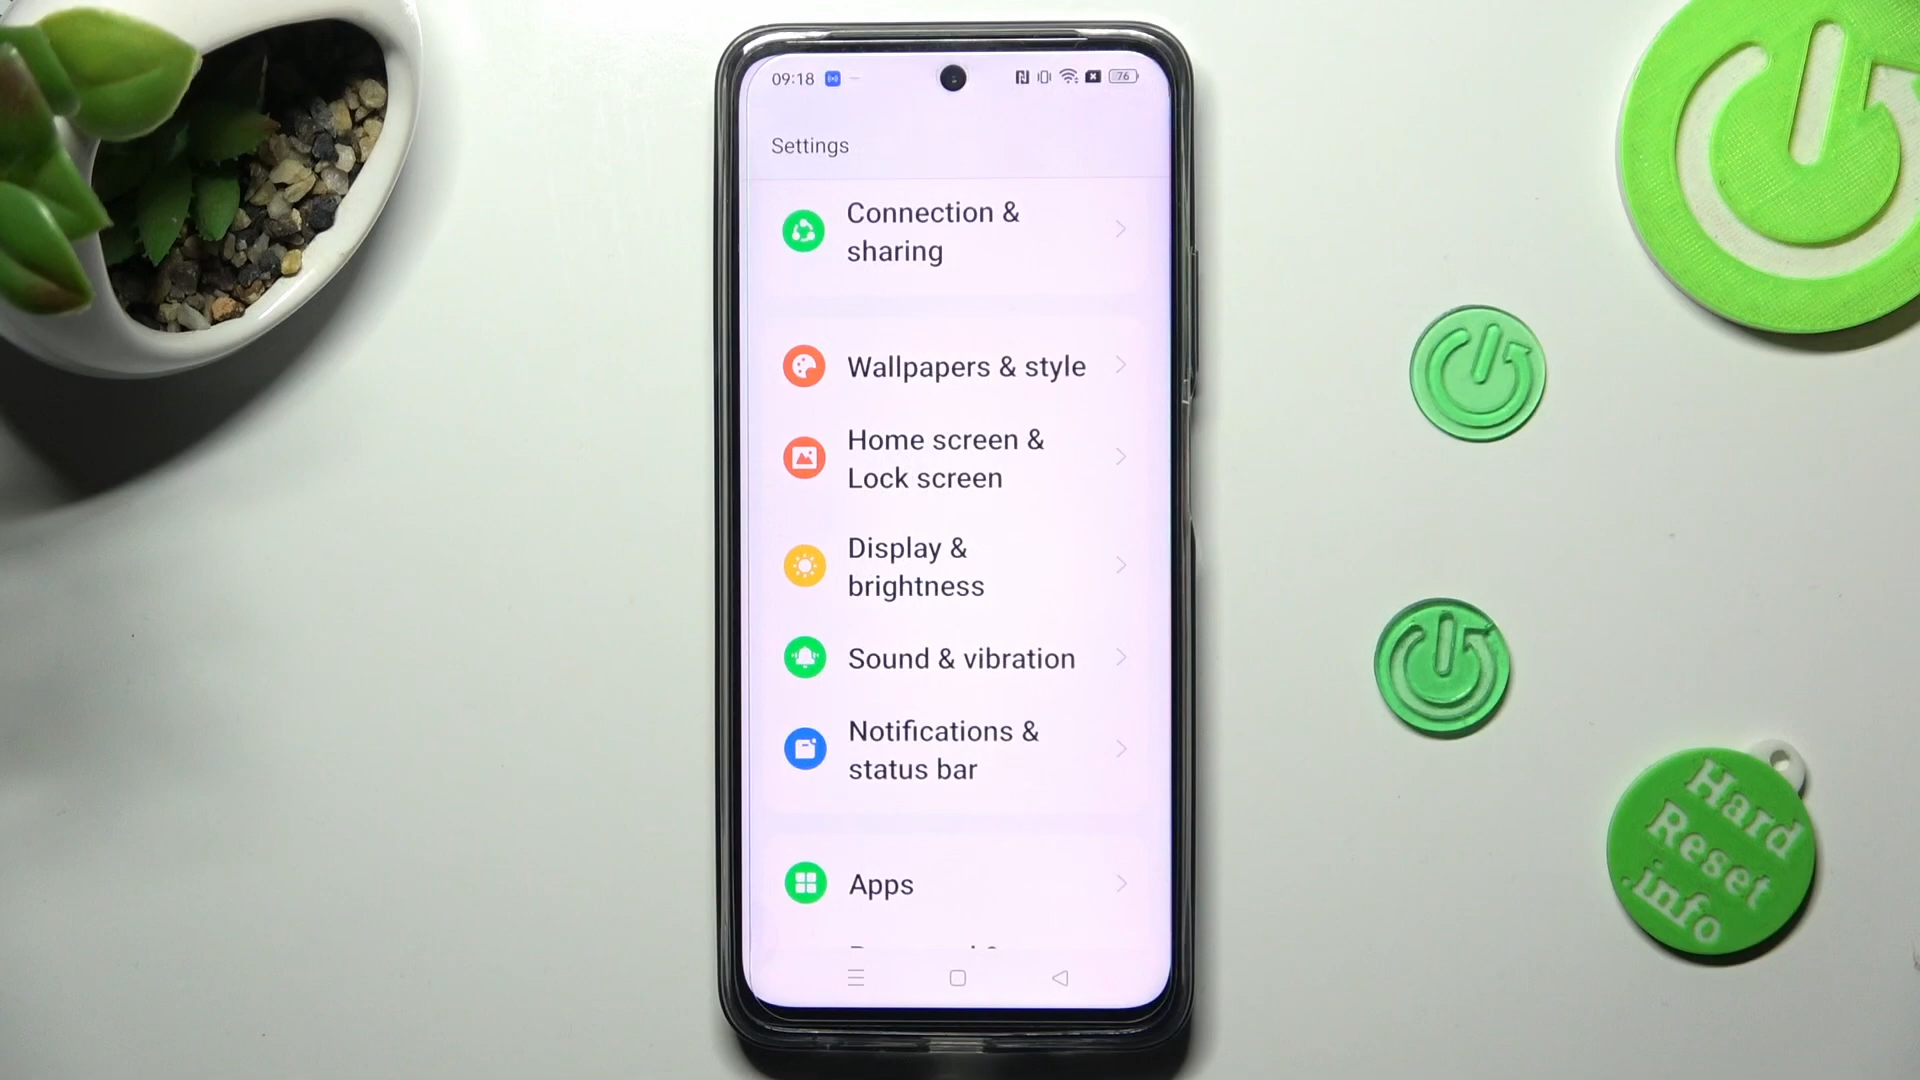 09:18
76
Settings
Connection &
sharing
Wallpapers & style
Home screen &
Lock screen
Display &
brightness
Sound & vibration
Notifications &
status bar
Apps
Hard
Reset
.info